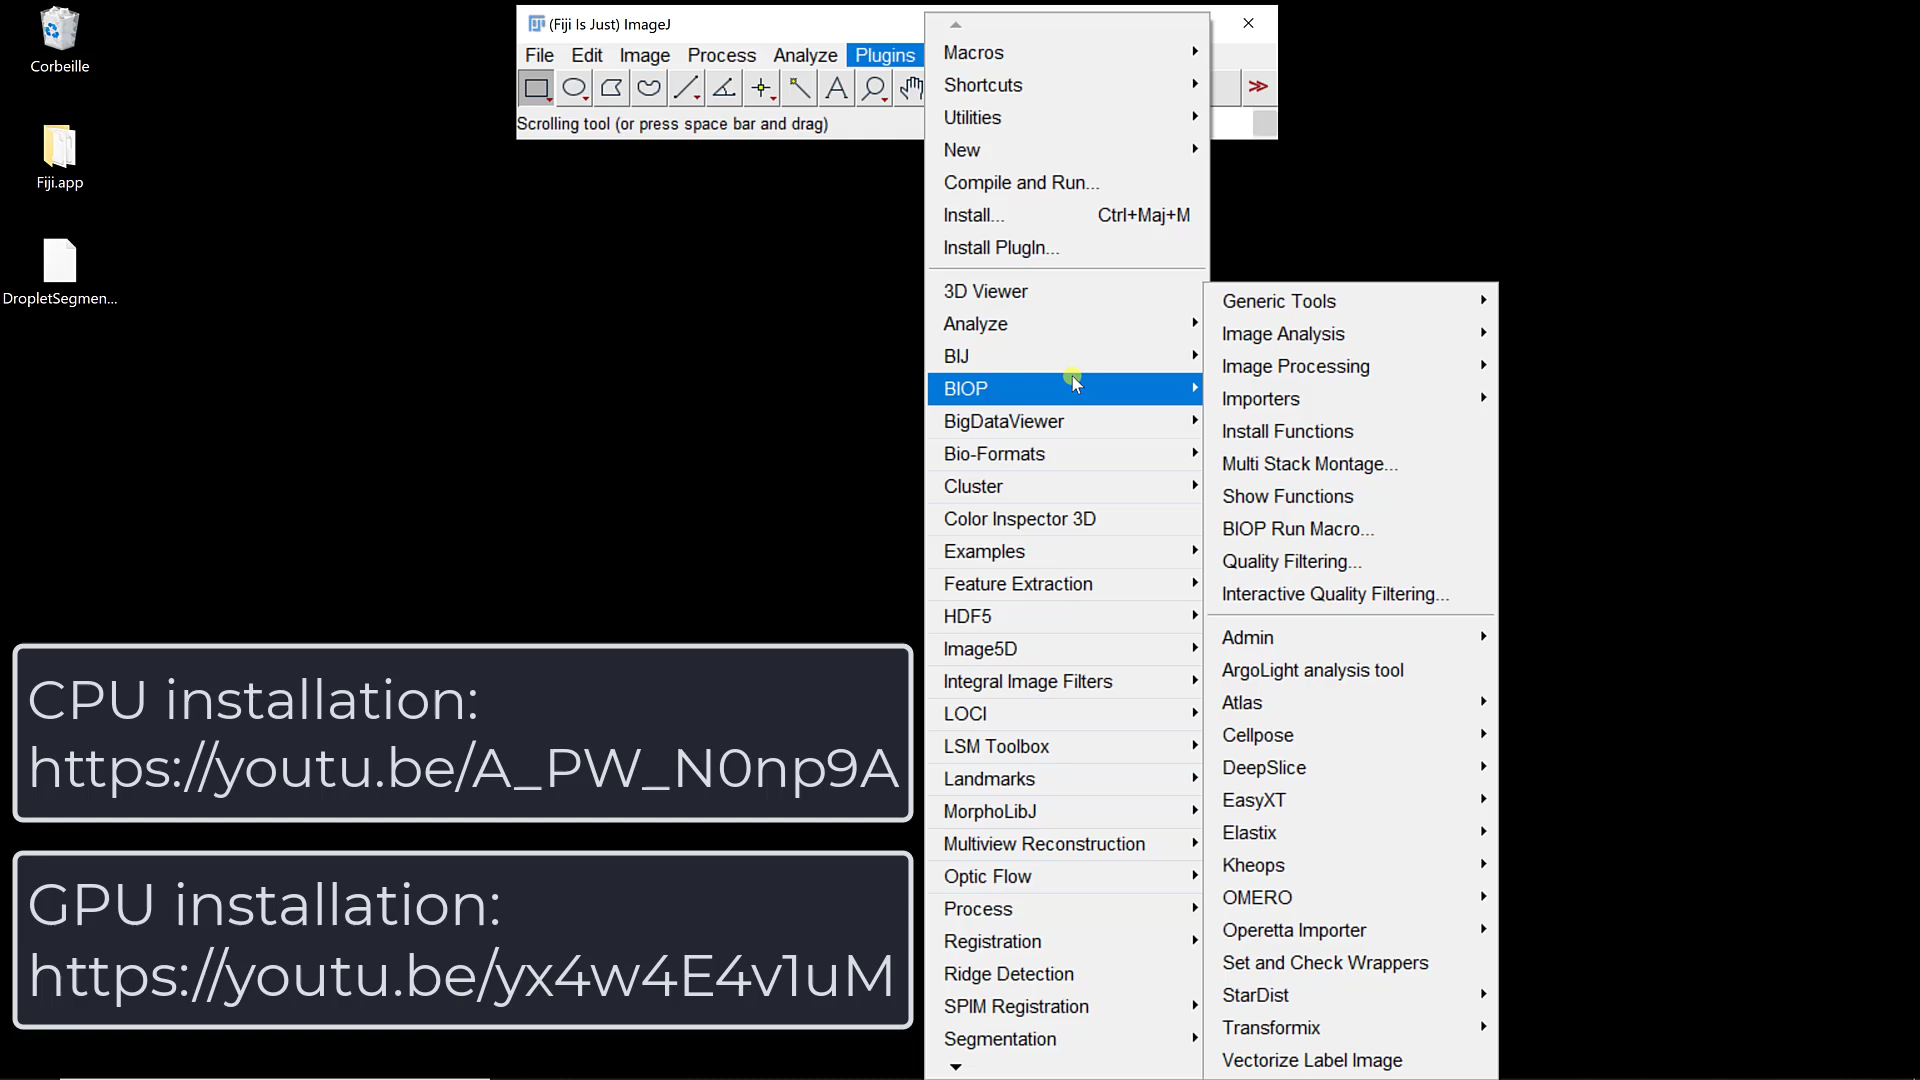 Corbeille
Fiji.app
DropletSegmen...
(Fiji Is Just) ImageJ
File Edit Image Process Analyze Plugins
Scrolling tool (or press space bar and drag)
Macros
Shortcuts
Utilities
New
Compile and Run...
Install... Ctrl+Maj+M
Install PlugIn...
3D Viewer
Analyze
BIJ
BIOP
BigDataViewer
Bio-Formats
Cluster
Color Inspector 3D
Examples
Feature Extraction
HDF5
Image5D
Integral Image Filters
LOCI
LSM Toolbox
Landmarks
MorphoLibJ
Multiview Reconstruction
Optic Flow
Process
Registration
Ridge Detection
SPIM Registration
Segmentation
Generic Tools
Image Analysis
Image Processing
Importers
Install Functions
Multi Stack Montage...
Show Functions
BIOP Run Macro...
Quality Filtering...
Interactive Quality Filtering...
Admin
ArgoLight analysis tool
Atlas
Cellpose
DeepSlice
EasyXT
Elastix
Kheops
OMERO
Operetta Importer
Set and Check Wrappers
StarDist
Transformix
Vectorize Label Image
CPU installation:
https://youtu.be/A_PW_N0np9A
GPU installation:
https://youtu.be/yx4w4E4v1uM